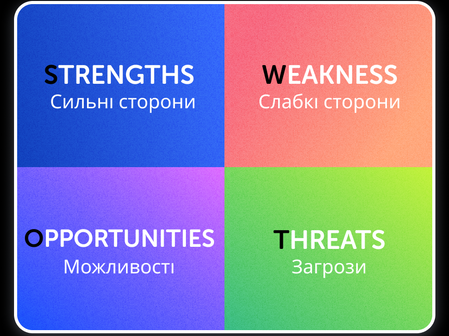 STRENGTHS
Сильні сторони
WEAKNESS
Слабкі сторони
OPPORTUNITIES
Можливості
THREATS
Загрози